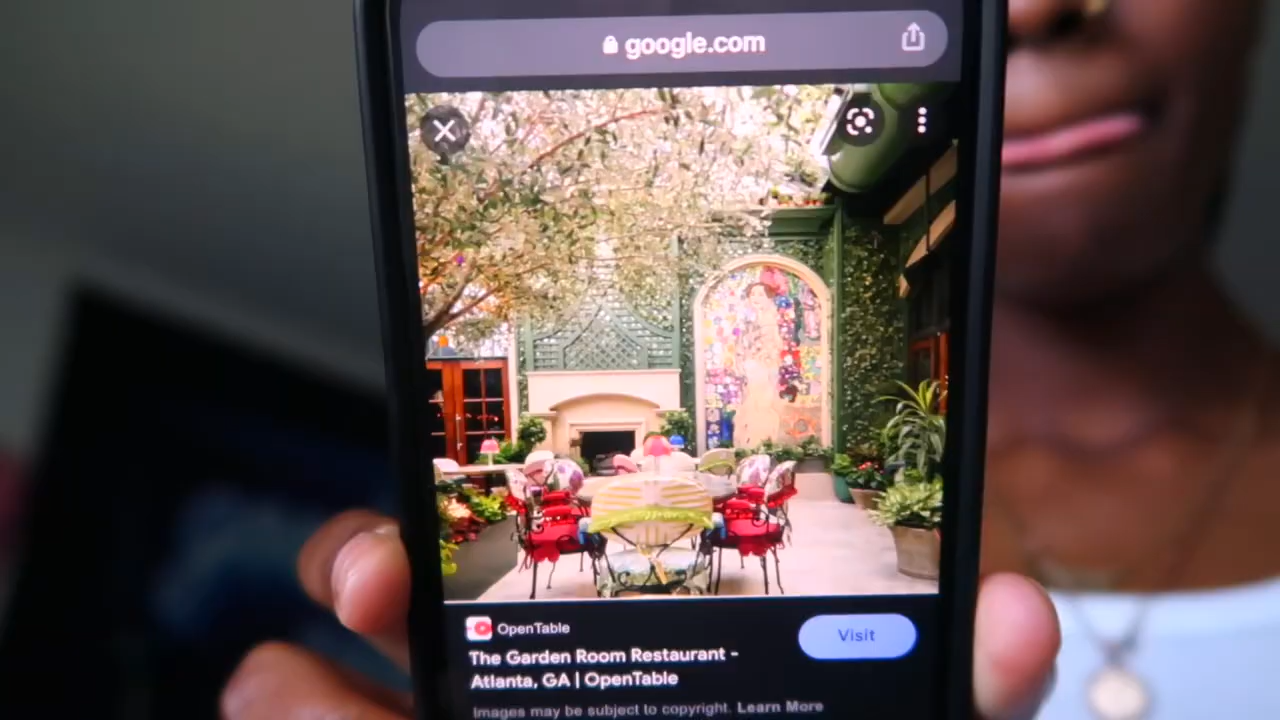 google.com
OpenTable
Visit
The Garden Room Restaurant -
Atlanta, GA | OpenTable
Images may be subject to copyright. Learn More